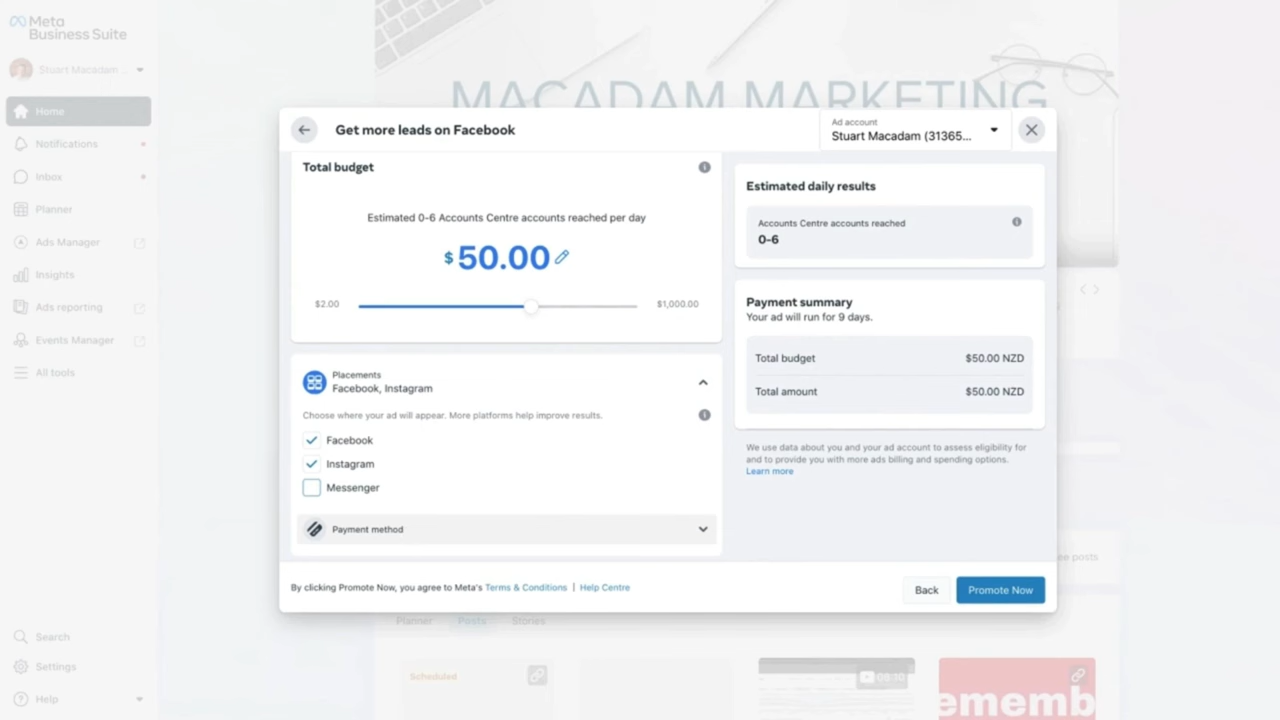 Meta
Business Suite
Stuart Macadam ...
Home
Notifications
Inbox
Planner
Ads Manager
Insights
Ads reporting
Events Manager
All tools
Search
Settings
Help
MACADAM MARKETING
Get more leads on Facebook
Ad account
Stuart Macadam (31365...
Total budget
Estimated 0-6 Accounts Centre accounts reached per day
$ 50.00
$2.00
$1,000.00
Placements
Facebook, Instagram
Choose where your ad will appear. More platforms help improve results.
Facebook
Instagram
Messenger
Payment method
Estimated daily results
Accounts Centre accounts reached
0-6
Payment summary
Your ad will run for 9 days.
Total budget $50.00 NZD
Total amount $50.00 NZD
We use data about you and your ad account to assess eligibility for
and to provide you with more ads billing and spending options.
Learn more
By clicking Promote Now, you agree to Meta's Terms & Conditions | Help Centre
Back
Promote Now
posts
Planner
Posts
Stories
Scheduled
08:10
ememb